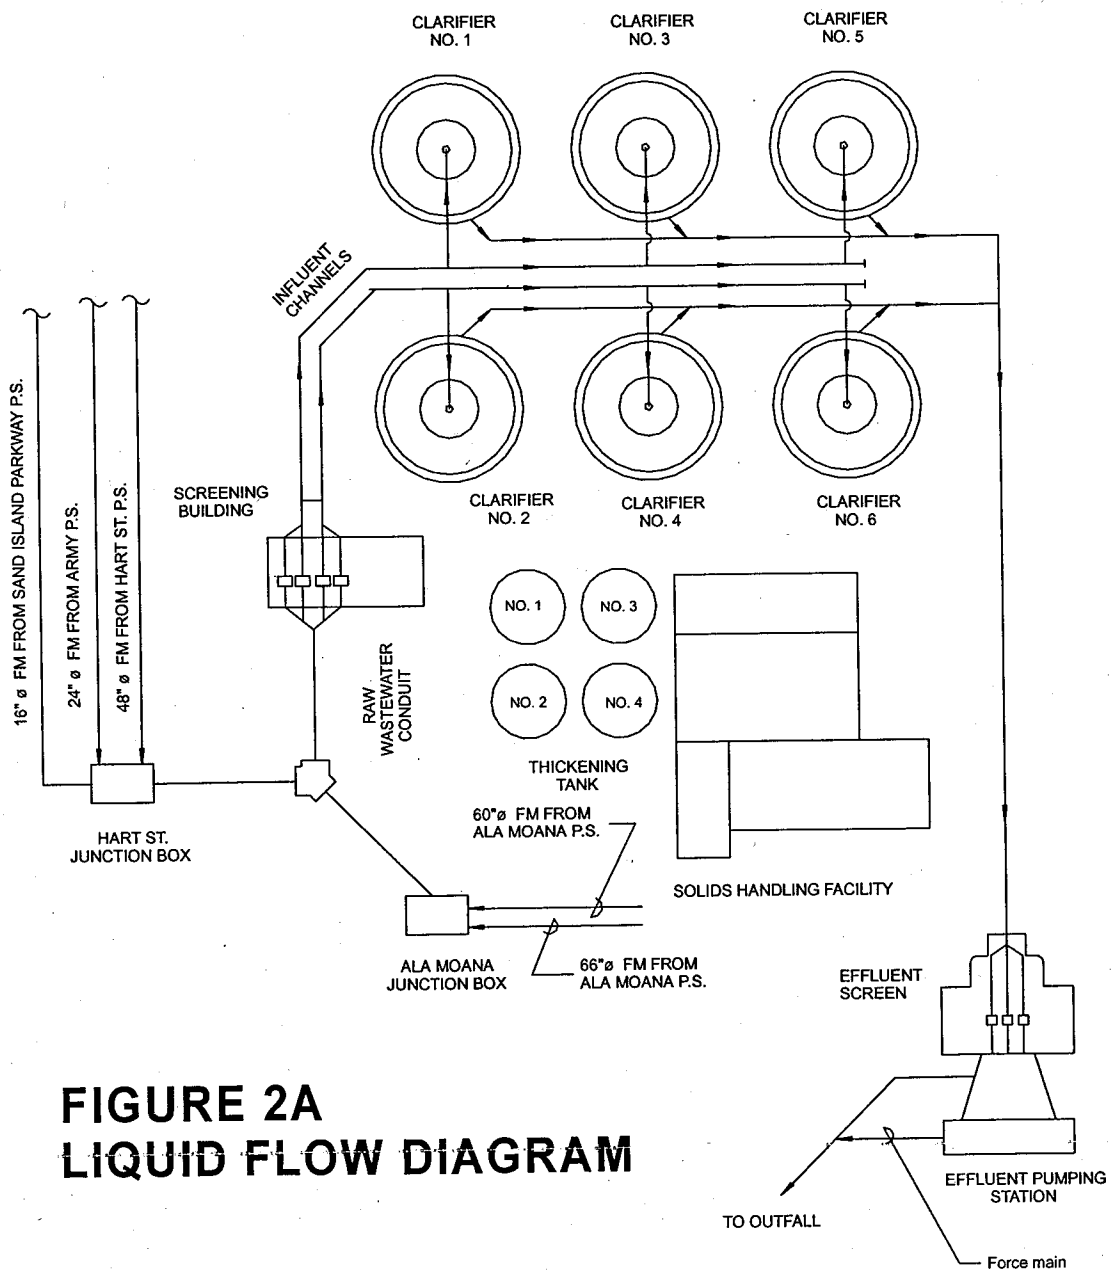 CLARIFIER
NO. 1
CLARIFIER
NO. 3
CLARIFIER
NO. 5
INFLUENT
CHANNELS
16" ø FM FROM SAND ISLAND PARKWAY P.S.
24" ø FM FROM ARMY P.S.
48" ø FM FROM HART ST. P.S.
SCREENING
BUILDING
CLARIFIER
NO. 2
CLARIFIER
NO. 4
CLARIFIER
NO. 6
RAW
WASTEWATER
CONDUIT
NO. 1
NO. 3
NO. 2
NO. 4
THICKENING
TANK
HART ST.
JUNCTION BOX
60"ø FM FROM
ALA MOANA P.S.
SOLIDS HANDLING FACILITY
ALA MOANA
JUNCTION BOX
66"ø FM FROM
ALA MOANA P.S.
EFFLUENT
SCREEN
FIGURE 2A
LIQUID FLOW DIAGRAM
EFFLUENT PUMPING
STATION
TO OUTFALL
Force main